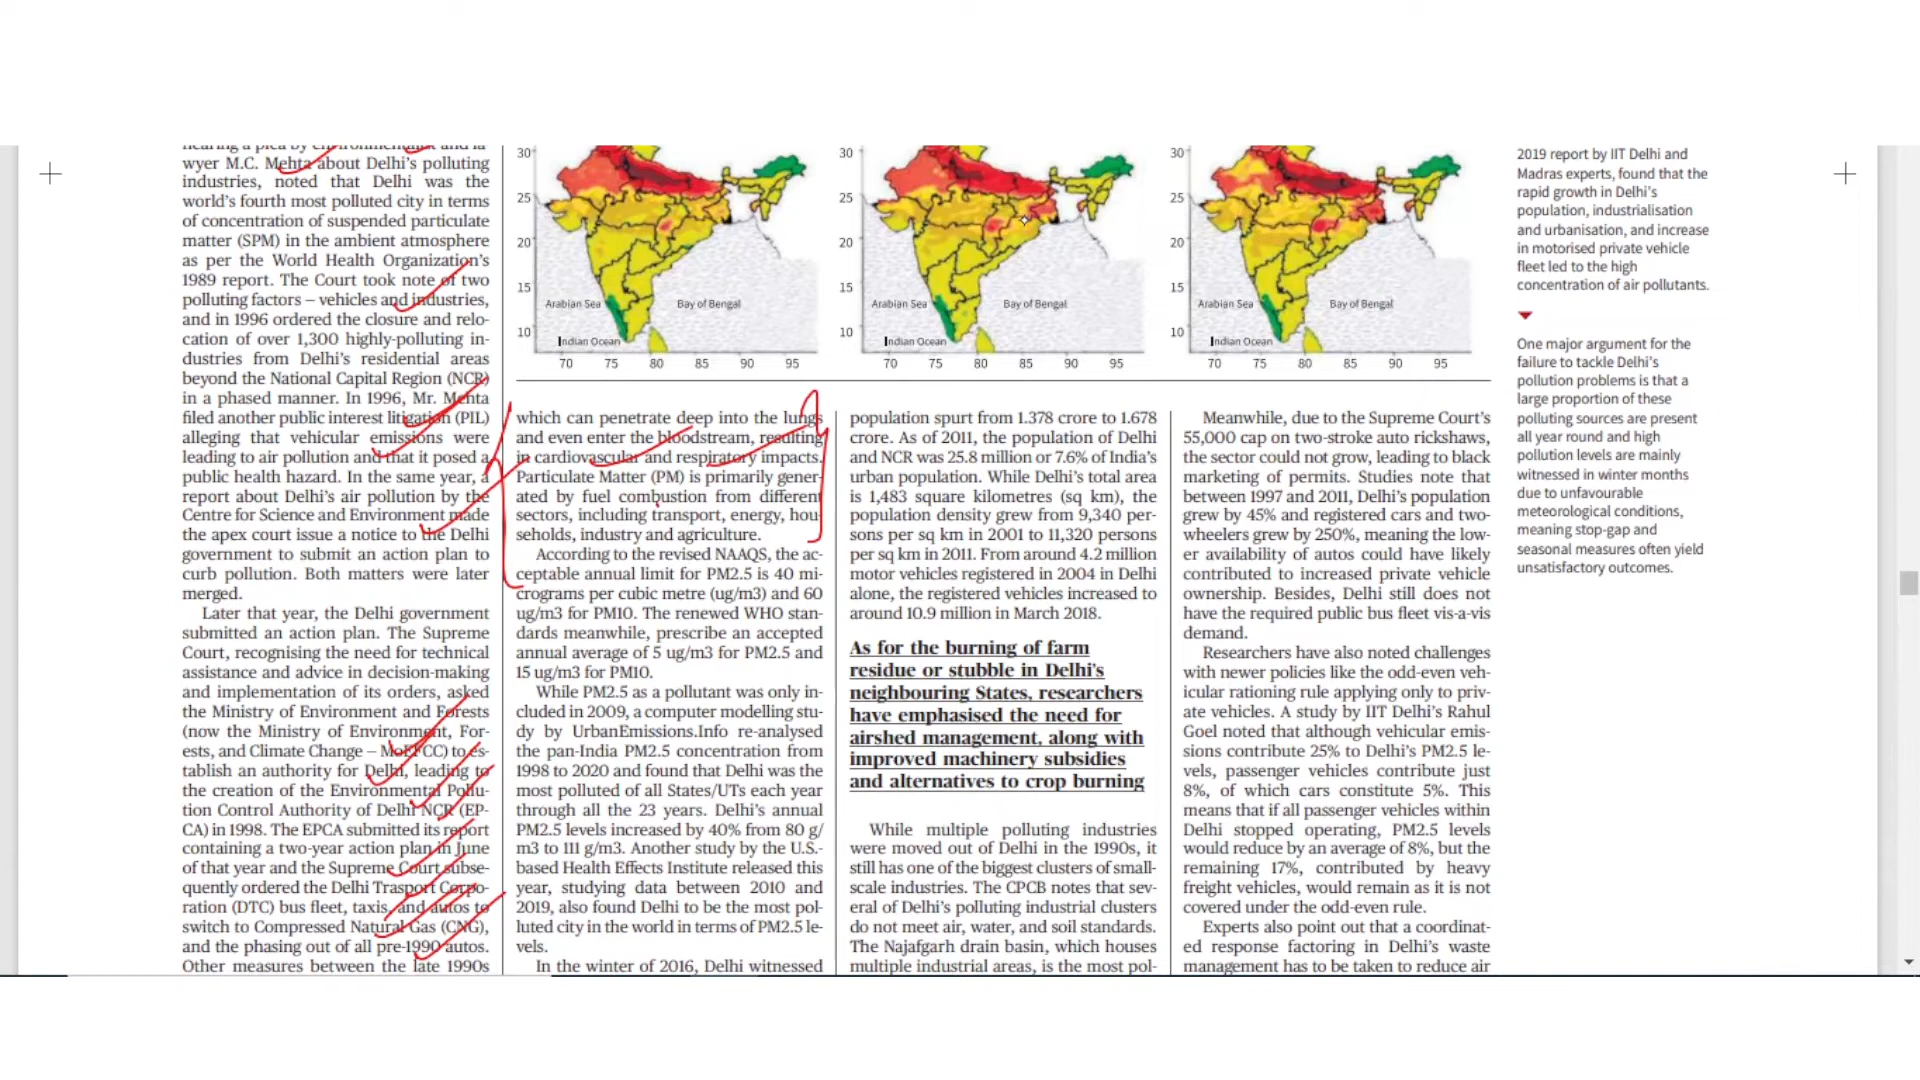 wyer M.C. Mehta about Delhi's polluting
industries, noted that Delhi was the
world's fourth most polluted city in terms
of concentration of suspended particulate
matter (SPM) in the ambient atmosphere
as per the World Health Organization's
1989 report. The Court took note of two
polluting factors – vehicles and industries,
and in 1996 ordered the closure and relo-
cation of over 1,300 highly-polluting in-
dustries from Delhi's residential areas
beyond the National Capital Region (NCR)
in a phased manner. In 1996, Mr. Mehta
filed another public interest litigation (PIL)
alleging that vehicular emissions were
leading to air pollution and that it posed a
public health hazard. In the same year, a
report about Delhi's air pollution by the
Centre for Science and Environment made
the apex court issue a notice to the Delhi
government to submit an action plan to
curb pollution. Both matters were later
merged.
Later that year, the Delhi government
submitted an action plan. The Supreme
Court, recognising the need for technical
assistance and advice in decision-making
and implementation of its orders, asked
the Ministry of Environment and Forests
(now the Ministry of Environment, For-
ests, and Climate Change – MoEFCC) to es-
tablish an authority for Delhi, leading to
the creation of the Environmental Pollu-
tion Control Authority of Delhi NCR (EP-
CA) in 1998. The EPCA submitted its report
containing a two-year action plan in June
of that year and the Supreme Court subse-
quently ordered the Delhi Trasport Corpo-
ration (DTC) bus fleet, taxis, and autos to
switch to Compressed Natural Gas (CNG),
and the phasing out of all pre-1990 autos.
Other measures between the late 1990s
30
25
20
15
10
Arabian Sea
Bay of Bengal
Indian Ocean
70 75 80 85 90 95
30
25
20
15
10
Arabian Sea
Bay of Bengal
Indian Ocean
70 75 80 85 90 95
30
25
20
15
10
Arabian Sea
Bay of Bengal
Indian Ocean
70 75 80 85 90 95
which can penetrate deep into the lungs
and even enter the bloodstream, resulting
in cardiovascular and respiratory impacts.
Particulate Matter (PM) is primarily gener-
ated by fuel combustion from different
sectors, including transport, energy, hou-
seholds, industry and agriculture.
According to the revised NAAQS, the ac-
ceptable annual limit for PM2.5 is 40 mi-
crograms per cubic metre (ug/m3) and 60
ug/m3 for PM10. The renewed WHO stan-
dards meanwhile, prescribe an accepted
annual average of 5 ug/m3 for PM2.5 and
15 ug/m3 for PM10.
While PM2.5 as a pollutant was only in-
cluded in 2009, a computer modelling stu-
dy by UrbanEmissions.Info re-analysed
the pan-India PM2.5 concentration from
1998 to 2020 and found that Delhi was the
most polluted of all States/UTs each year
through all the 23 years. Delhi's annual
PM2.5 levels increased by 40% from 80 g/
m3 to 111 g/m3. Another study by the U.S.-
based Health Effects Institute released this
year, studying data between 2010 and
2019, also found Delhi to be the most pol-
luted city in the world in terms of PM2.5 le-
vels.
In the winter of 2016, Delhi witnessed
population spurt from 1.378 crore to 1.678
crore. As of 2011, the population of Delhi
and NCR was 25.8 million or 7.6% of India's
urban population. While Delhi's total area
is 1,483 square kilometres (sq km), the
population density grew from 9,340 per-
sons per sq km in 2001 to 11,320 persons
per sq km in 2011. From around 4.2 million
motor vehicles registered in 2004 in Delhi
alone, the registered vehicles increased to
around 10.9 million in March 2018.
As for the burning of farm
residue or stubble in Delhi's
neighbouring States, researchers
have emphasised the need for
airshed management, along with
improved machinery subsidies
and alternatives to crop burning
While multiple polluting industries
were moved out of Delhi in the 1990s, it
still has one of the biggest clusters of small-
scale industries. The CPCB notes that sev-
eral of Delhi's polluting industrial clusters
do not meet air, water, and soil standards.
The Najafgarh drain basin, which houses
multiple industrial areas, is the most pol-
Meanwhile, due to the Supreme Court's
55,000 cap on two-stroke auto rickshaws,
the sector could not grow, leading to black
marketing of permits. Studies note that
between 1997 and 2011, Delhi's population
grew by 45% and registered cars and two-
wheelers grew by 250%, meaning the low-
er availability of autos could have likely
contributed to increased private vehicle
ownership. Besides, Delhi still does not
have the required public bus fleet vis-a-vis
demand.
Researchers have also noted challenges
with newer policies like the odd-even veh-
icular rationing rule applying only to priv-
ate vehicles. A study by IIT Delhi's Rahul
Goel noted that although vehicular emis-
sions contribute 25% to Delhi's PM2.5 le-
vels, passenger vehicles contribute just
8%, of which cars constitute 5%. This
means that if all passenger vehicles within
Delhi stopped operating, PM2.5 levels
would reduce by an average of 8%, but the
remaining 17%, contributed by heavy
freight vehicles, would remain as it is not
covered under the odd-even rule.
Experts also point out that a coordinat-
ed response factoring in Delhi's waste
management has to be taken to reduce air
2019 report by IIT Delhi and
Madras experts, found that the
rapid growth in Delhi's
population, industrialisation
and urbanisation, and increase
in motorised private vehicle
fleet led to the high
concentration of air pollutants.
One major argument for the
failure to tackle Delhi's
pollution problems is that a
large proportion of these
polluting sources are present
all year round and high
pollution levels are mainly
witnessed in winter months
due to unfavourable
meteorological conditions,
meaning stop-gap and
seasonal measures often yield
unsatisfactory outcomes.